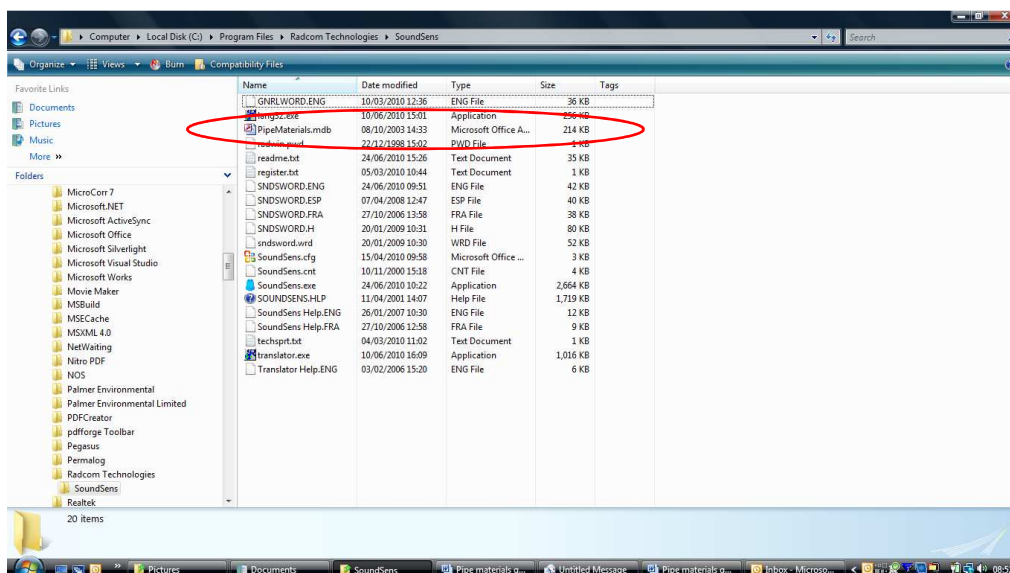 Computer ▸ Local Disk (C:) ▸ Program Files ▸ Radcom Technologies ▸ SoundSens
Search
Organize Views Burn Compatibility Files
Favorite Links
Documents
Pictures
Music
More »
Folders
MicroCorr 7
Microsoft.NET
Microsoft ActiveSync
Microsoft Office
Microsoft Silverlight
Microsoft Visual Studio
Microsoft Works
Movie Maker
MSBuild
MSECache
MSXML 4.0
NetWaiting
Nitro PDF
NOS
Palmer Environmental
Palmer Environmental Limited
PDFCreator
pdfforge Toolbar
Pegasus
Permalog
Radcom Technologies
SoundSens
Realtek
Name Date modified Type Size Tags
GNRLWORD.ENG 10/03/2010 12:36 ENG File 36 KB
10/06/2010 15:01 Application 256 KB
PipeMaterials.mdb 08/10/2003 14:33 Microsoft Office A... 214 KB
redwin.pwd 22/12/1998 15:02 PWD File 1 KB
readme.txt 24/06/2010 15:26 Text Document 35 KB
register.txt 05/03/2010 10:44 Text Document 1 KB
SNDSWORD.ENG 24/06/2010 09:51 ENG File 42 KB
SNDSWORD.ESP 07/04/2008 12:47 ESP File 40 KB
SNDSWORD.FRA 27/10/2006 13:58 FRA File 38 KB
SNDSWORD.H 20/01/2009 10:31 H File 80 KB
sndsword.wrd 20/01/2009 10:30 WRD File 52 KB
SoundSens.cfg 15/04/2010 09:58 Microsoft Office ... 3 KB
SoundSens.cnt 10/11/2000 15:18 CNT File 4 KB
SoundSens.exe 24/06/2010 10:22 Application 2,664 KB
SOUNDSENS.HLP 11/04/2001 14:07 Help File 1,719 KB
SoundSens Help.ENG 26/01/2007 10:30 ENG File 12 KB
SoundSens Help.FRA 27/10/2006 12:58 FRA File 9 KB
techsprt.txt 04/03/2010 11:02 Text Document 1 KB
translator.exe 10/06/2010 16:09 Application 1,016 KB
Translator Help.ENG 03/02/2006 15:20 ENG File 6 KB
20 items
Pictures Documents SoundSens Pipe materials g... Untitled Message Pipe materials g... Inbox - Microso...